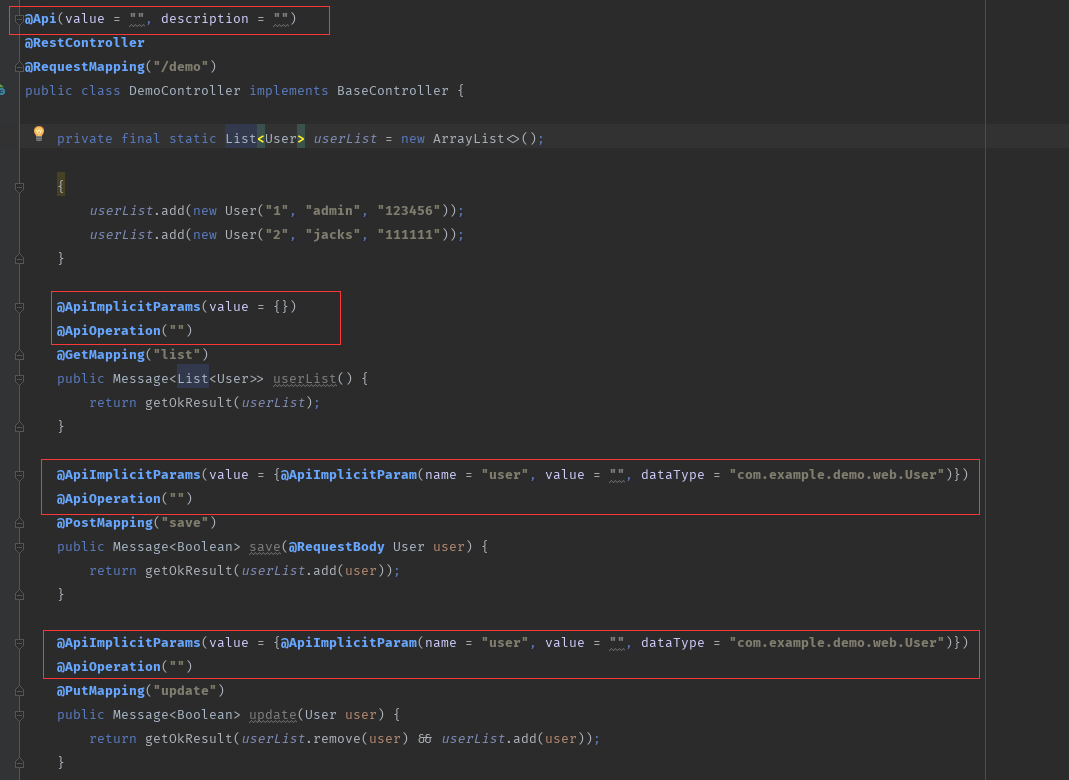 @Api(value = "", description = "")
@RestController
@RequestMapping("/demo")
public class DemoController implements BaseController {
private final static List<User> userList = new ArrayList<>();
{
userList.add(new User("1", "admin", "123456"));
userList.add(new User("2", "jacks", "111111"));
}
@ApiImplicitParams(value = {})
@ApiOperation("")
@GetMapping("list")
public Message<List<User>> userList() {
return getOkResult(userList);
}
@ApiImplicitParams(value = {@ApiImplicitParam(name = "user", value = "", dataType = "com.example.demo.web.User")})
@ApiOperation("")
@PostMapping("save")
public Message<Boolean> save(@RequestBody User user) {
return getOkResult(userList.add(user));
}
@ApiImplicitParams(value = {@ApiImplicitParam(name = "user", value = "", dataType = "com.example.demo.web.User")})
@ApiOperation("")
@PutMapping("update")
public Message<Boolean> update(User user) {
return getOkResult(userList.remove(user) && userList.add(user));
}